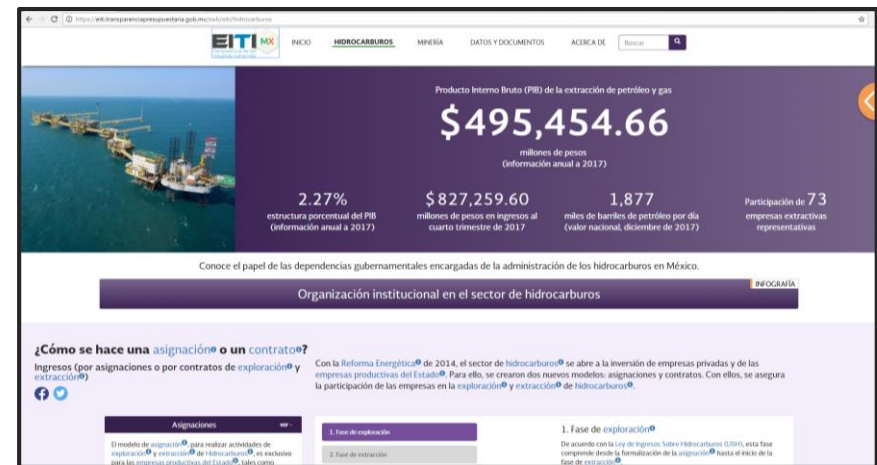 https://eiti.transparenciapresupuestaria.gob.mx/web/eiti/hidrocarburos
EITI MX
INICIO
HIDROCARBUROS
MINERÍA
DATOS Y DOCUMENTOS
ACERCA DE
Buscar
Producto Interno Bruto (PIB) de la extracción de petróleo y gas
$495,454.66
millones de pesos
(información anual a 2017)
2.27%
estructura porcentual del PIB
(información anual a 2017)
$827,259.60
millones de pesos en ingresos al
cuarto trimestre de 2017
1,877
miles de barriles de petróleo por día
(valor nacional, diciembre de 2017)
Participación de 73
empresas extractivas
representativas
Conoce el papel de las dependencias gubernamentales encargadas de la administración de los hidrocarburos en México.
INFOGRAFÍA
Organización institucional en el sector de hidrocarburos
¿Cómo se hace una asignación o un contrato?
Ingresos (por asignaciones o por contratos de exploración y
extracción)
Con la Reforma Energética de 2014, el sector de hidrocarburos se abre a la inversión de empresas privadas y de las
empresas productivas del Estado. Para ello, se crearon dos nuevos modelos: asignaciones y contratos. Con ellos, se asegura
la participación de las empresas en la exploración y extracción de hidrocarburos.
Asignaciones
El modelo de asignación, para realizar actividades de
exploración y extracción de Hidrocarburos, es exclusivo
para las empresas productivas del Estado, tales como
1. Fase de exploración
2. Fase de extracción
1. Fase de exploración
De acuerdo con la Ley de Ingresos Sobre Hidrocarburos (LISH), esta fase
comprende desde la formalización de la asignación hasta el inicio de la
fase de extracción.